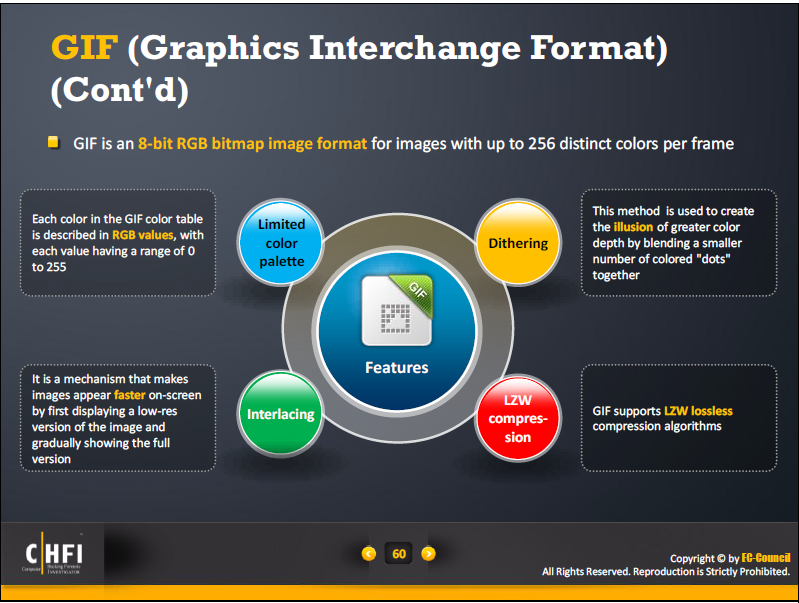 GIF (Graphics Interchange Format)
(Cont'd)
GIF is an 8-bit RGB bitmap image format for images with up to 256 distinct colors per frame
Each color in the GIF color table
is described in RGB values, with
each value having a range of 0
to 255
Limited
color
palette
Dithering
This method is used to create
the illusion of greater color
depth by blending a smaller
number of colored "dots"
together
GIF
Features
It is a mechanism that makes
images appear faster on-screen
by first displaying a low-res
version of the image and
gradually showing the full
version
Interlacing
LZW
compres-
sion
GIF supports LZW lossless
compression algorithms
CHFI
Computer Hacking Forensic
INVESTIGATOR
60
Copyright © by EC-Council
All Rights Reserved. Reproduction is Strictly Prohibited.